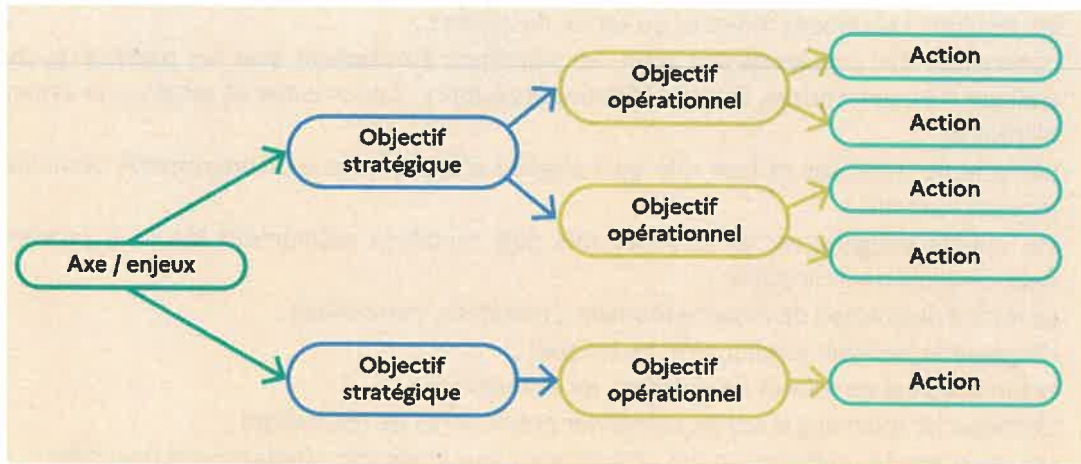 Axe / enjeux
Objectif
stratégique
Objectif
opérationnel
Action
Action
Objectif
opérationnel
Action
Action
Objectif
stratégique
Objectif
opérationnel
Action